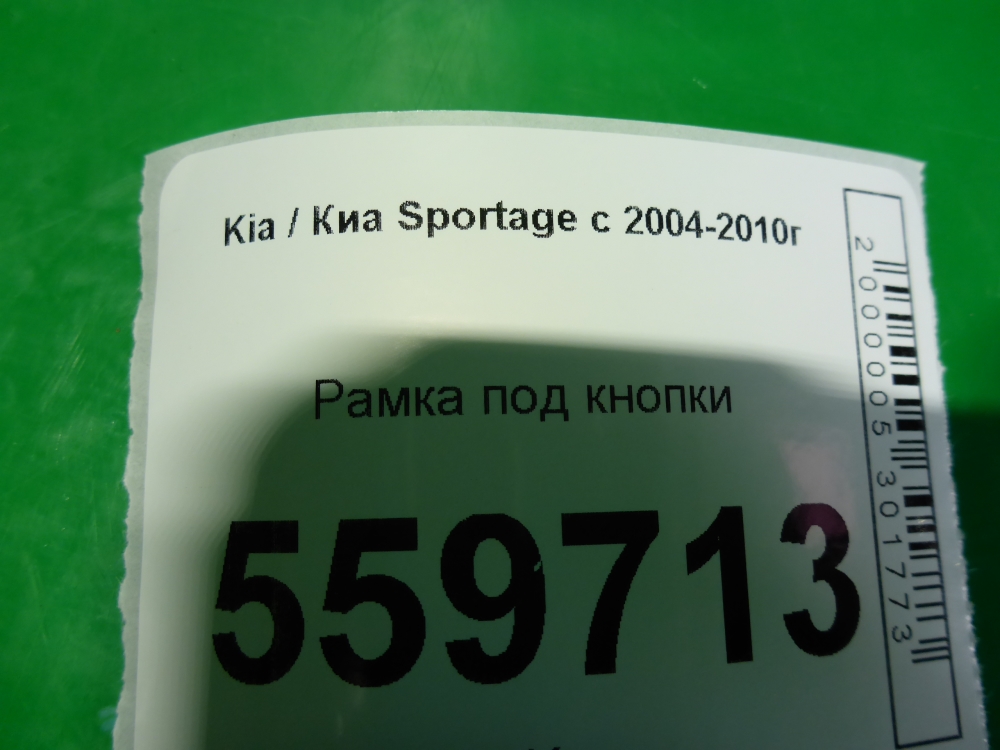 Kia / Киа Sportage с 2004-2010г
Рамка под кнопки
559713
2000005301773